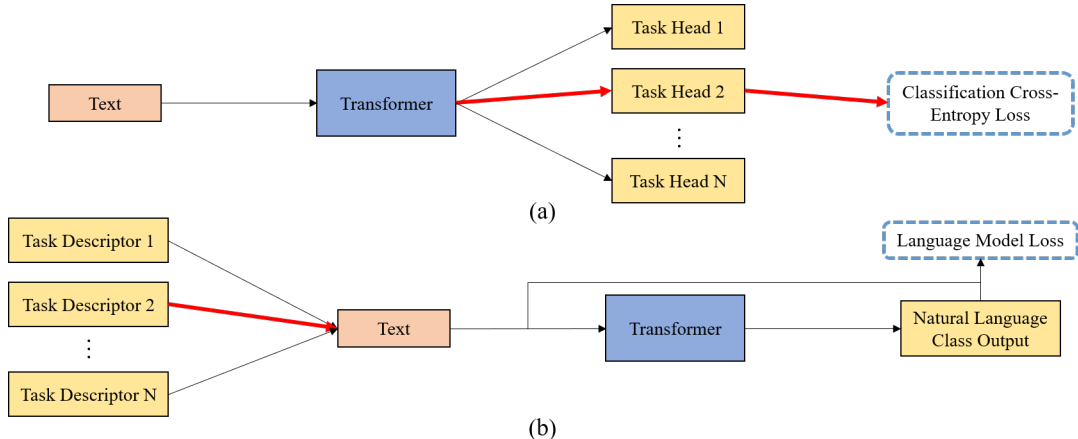 Task Head 1
Text
Transformer
Task Head 2
Classification Cross-
Entropy Loss
Task Head N
(a)
Task Descriptor 1
Language Model Loss
Task Descriptor 2
Text
Transformer
Natural Language
Class Output
Task Descriptor N
(b)